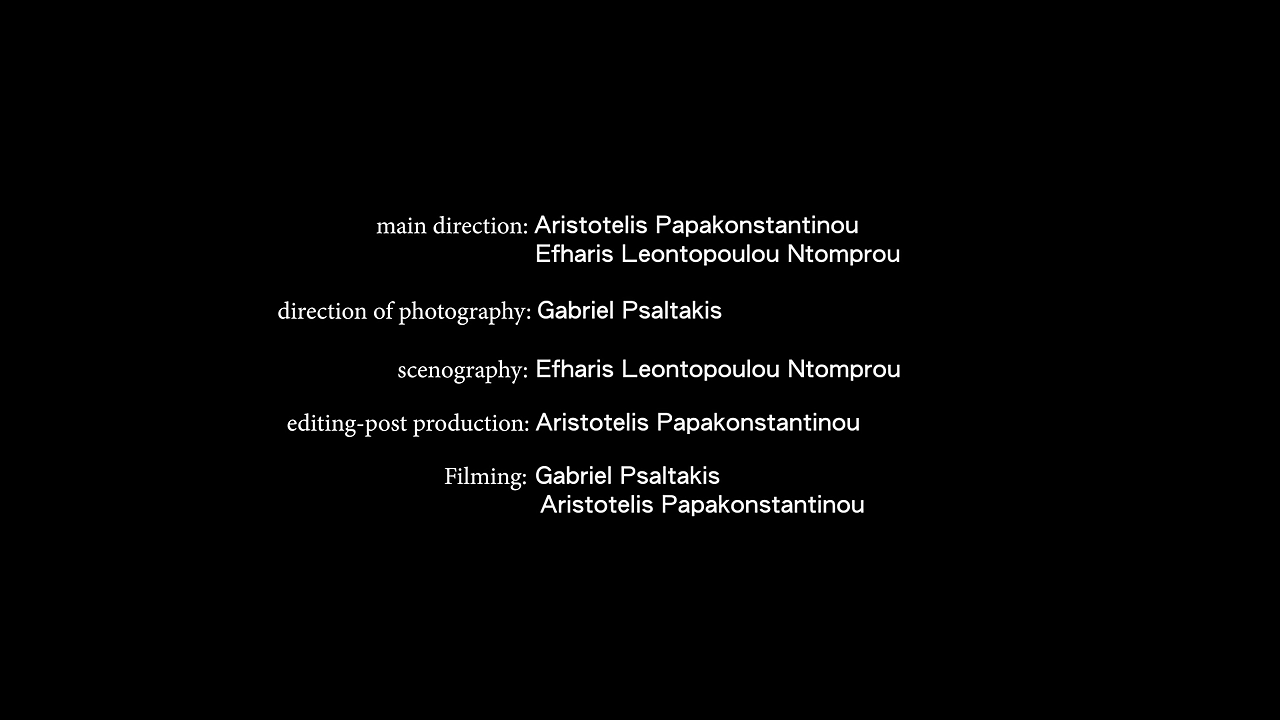 main direction: Aristotelis Papakonstantinou
Efharis Leontopoulou Ntomprou
direction of photography: Gabriel Psaltakis
scenography: Efharis Leontopoulou Ntomprou
editing-post production: Aristotelis Papakonstantinou
Filming: Gabriel Psaltakis
Aristotelis Papakonstantinou